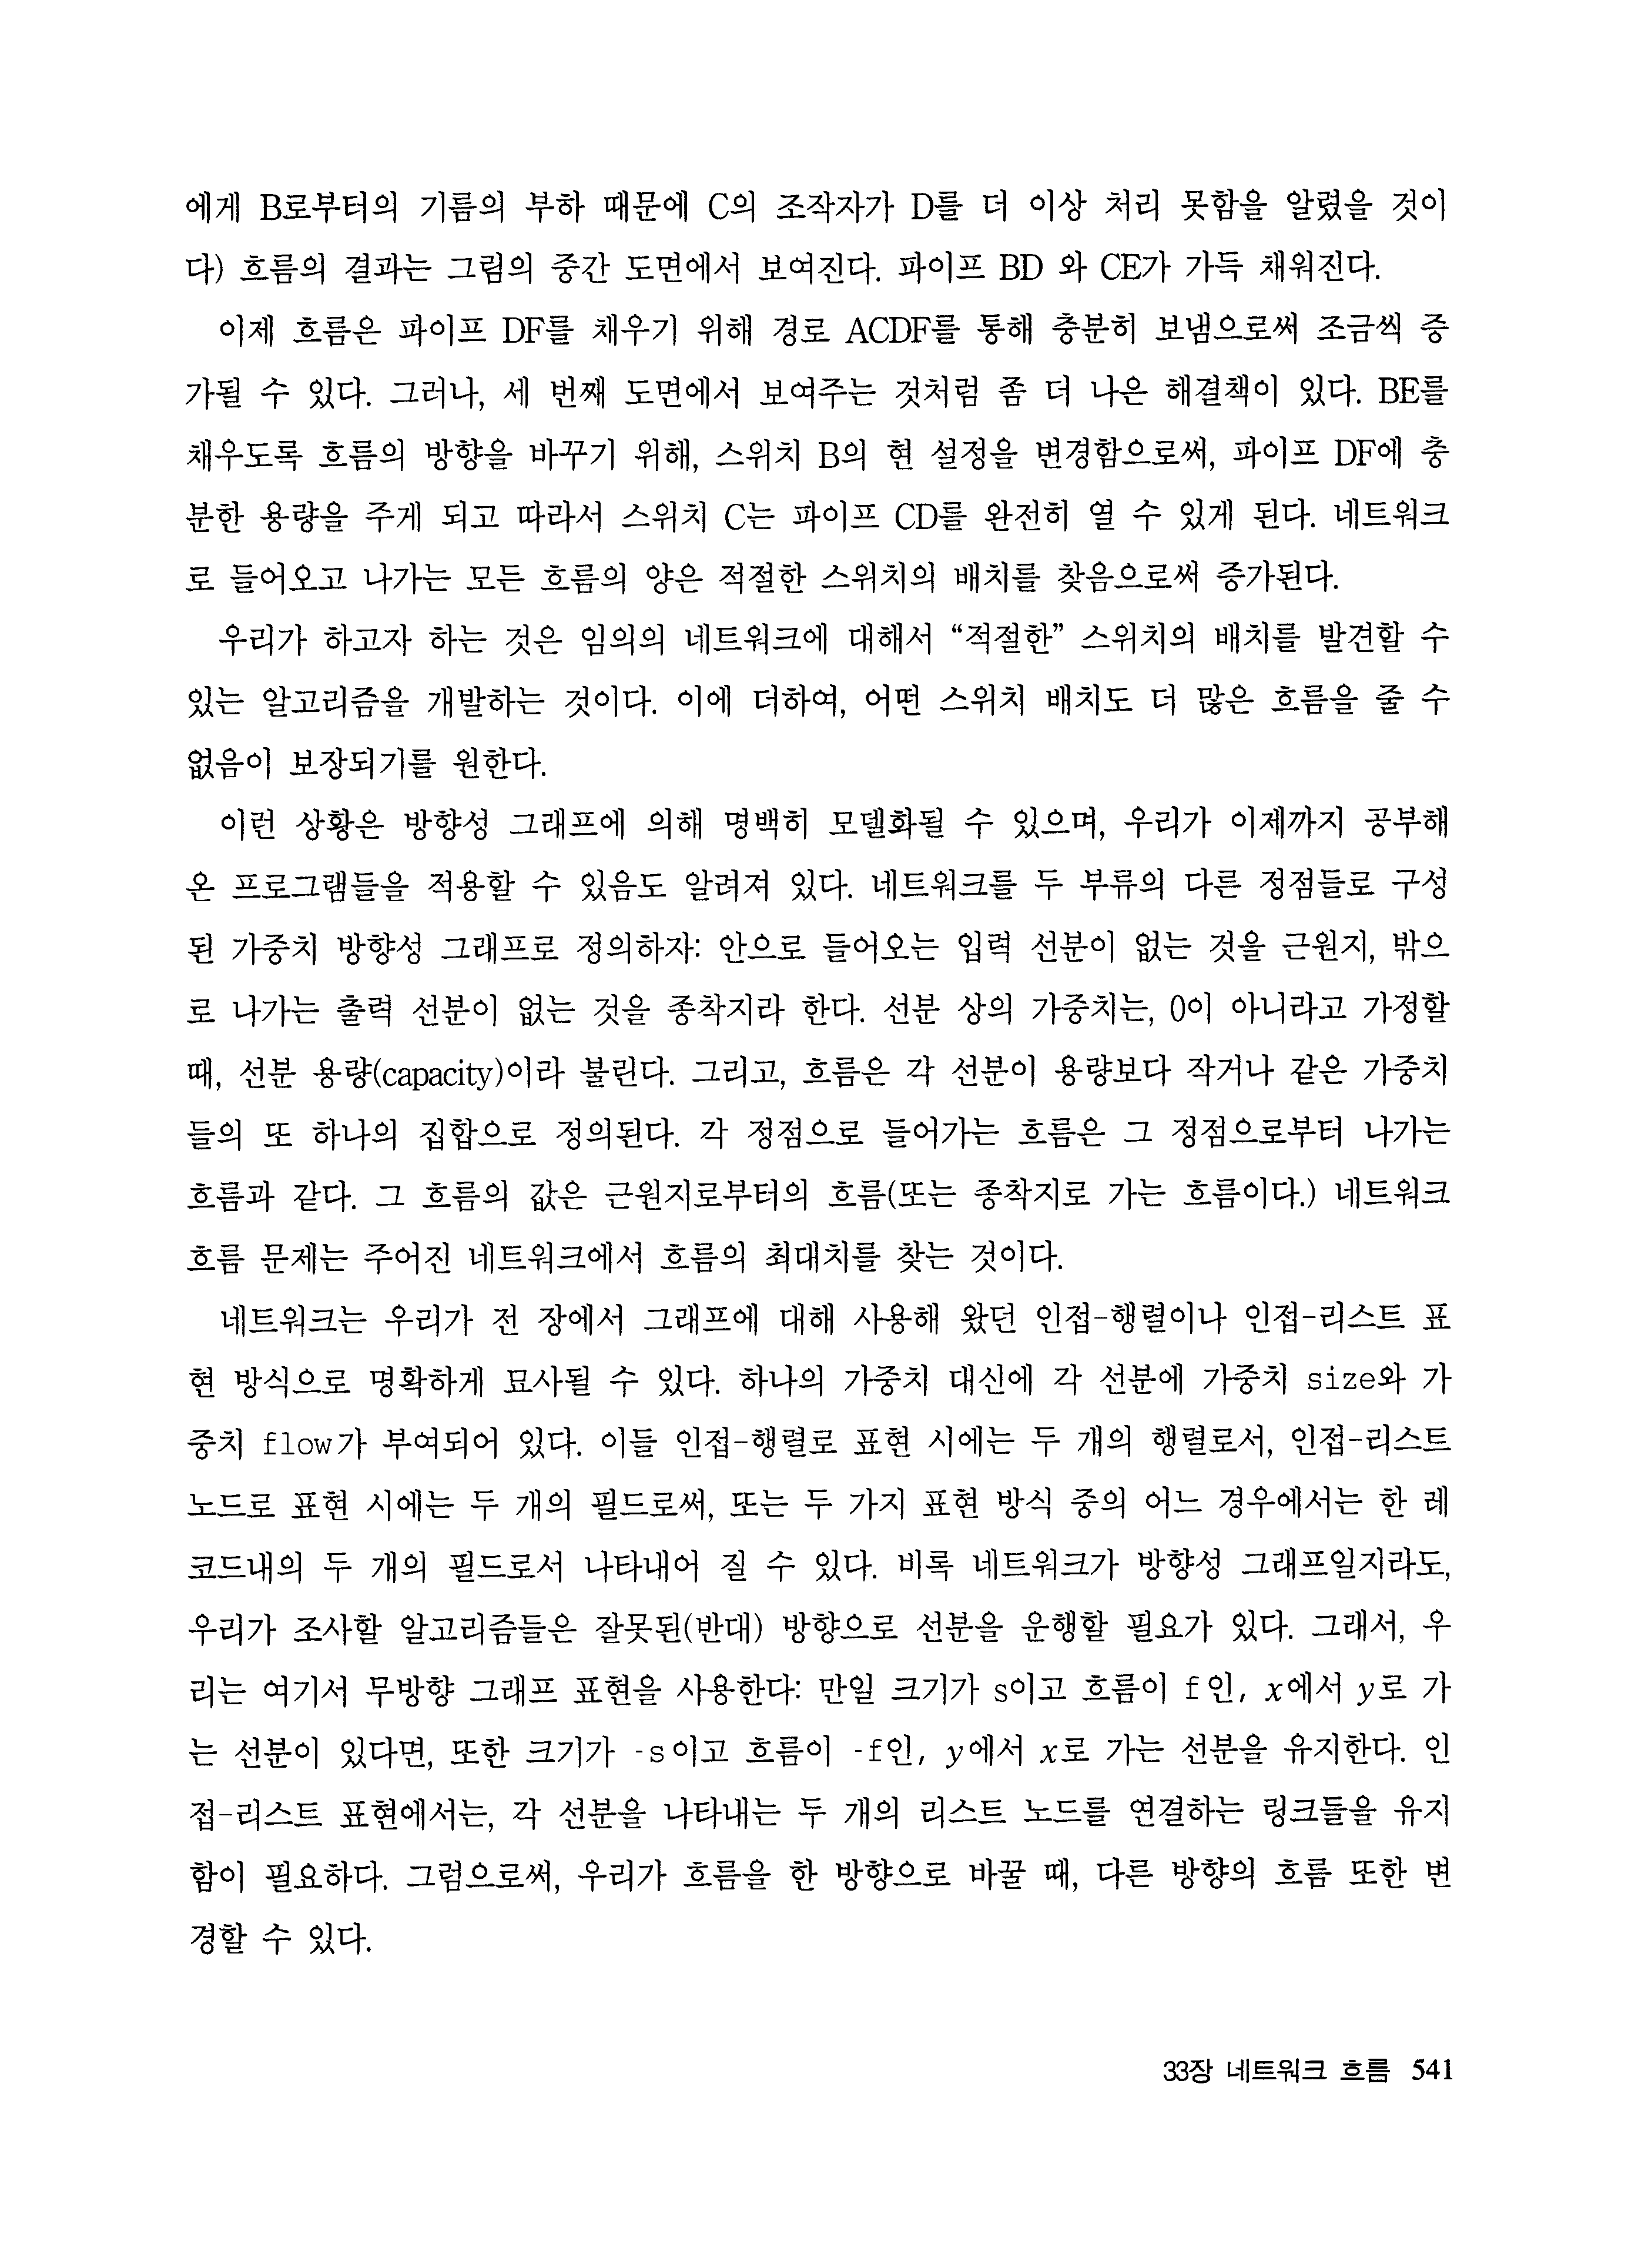 에게 B로부터의 기름의 부하 때문에 C의 조작자가 D를 더 이상 처리 못함을 알렸을 것이
다) 흐름의 결과는 그림의 중간 도면에서 보여진다. 파이프 BD 와 CE가 가득 채워진다.
이제 흐름은 파이프 DF를 채우기 위해 경로 ACDF를 통해 충분히 보냄으로써 조금씩 증
가될 수 있다. 그러나, 세 번째 도면에서 보여주는 것처럼 좀 더 나은 해결책이 있다. BE를
채우도록 흐름의 방향을 바꾸기 위해, 스위치 B의 현 설정을 변경함으로써, 파이프 DF에 충
분한 용량을 주게 되고 따라서 스위치 C는 파이프 CD를 완전히 열 수 있게 된다. 네트워크
로 들어오고 나가는 모든 흐름의 양은 적절한 스위치의 배치를 찾음으로써 증가된다.
우리가 하고자 하는 것은 임의의 네트워크에 대해서 “적절한” 스위치의 배치를 발견할 수
있는 알고리즘을 개발하는 것이다. 이에 더하여, 어떤 스위치 배치도 더 많은 흐름을 줄 수
없음이 보장되기를 원한다.
이런 상황은 방향성 그래프에 의해 명백히 모델화될 수 있으며, 우리가 이제까지 공부해
온 프로그램들을 적용할 수 있음도 알려져 있다. 네트워크를 두 부류의 다른 정점들로 구성
된 가중치 방향성 그래프로 정의하자: 안으로 들어오는 입력 선분이 없는 것을 근원지, 밖으
로 나가는 출력 선분이 없는 것을 종착지라 한다. 선분 상의 가중치는, 0이 아니라고 가정할
때, 선분 용량(capacity)이라 불린다. 그리고, 흐름은 각 선분이 용량보다 작거나 같은 가중치
들의 또 하나의 집합으로 정의된다. 각 정점으로 들어가는 흐름은 그 정점으로부터 나가는
흐름과 같다. 그 흐름의 값은 근원지로부터의 흐름(또는 종착지로 가는 흐름이다.) 네트워크
흐름 문제는 주어진 네트워크에서 흐름의 최대치를 찾는 것이다.
네트워크는 우리가 전 장에서 그래프에 대해 사용해 왔던 인접-행렬이나 인접-리스트 표
현 방식으로 명확하게 묘사될 수 있다. 하나의 가중치 대신에 각 선분에 가중치 size와 가
중치 flow가 부여되어 있다. 이들 인접-행렬로 표현 시에는 두 개의 행렬로서, 인접-리스트
노드로 표현 시에는 두 개의 필드로써, 또는 두 가지 표현 방식 중의 어느 경우에서는 한 레
코드내의 두 개의 필드로서 나타내어 질 수 있다. 비록 네트워크가 방향성 그래프일지라도,
우리가 조사할 알고리즘들은 잘못된(반대) 방향으로 선분을 운행할 필요가 있다. 그래서, 우
리는 여기서 무방향 그래프 표현을 사용한다: 만일 크기가 s이고 흐름이 f인, x에서 y로 가
는 선분이 있다면, 또한 크기가 -s이고 흐름이 -f인, y에서 x로 가는 선분을 유지한다. 인
접-리스트 표현에서는, 각 선분을 나타내는 두 개의 리스트 노드를 연결하는 링크들을 유지
함이 필요하다. 그럼으로써, 우리가 흐름을 한 방향으로 바꿀 때, 다른 방향의 흐름 또한 변
경할 수 있다.
33장 네트워크 흐름 541